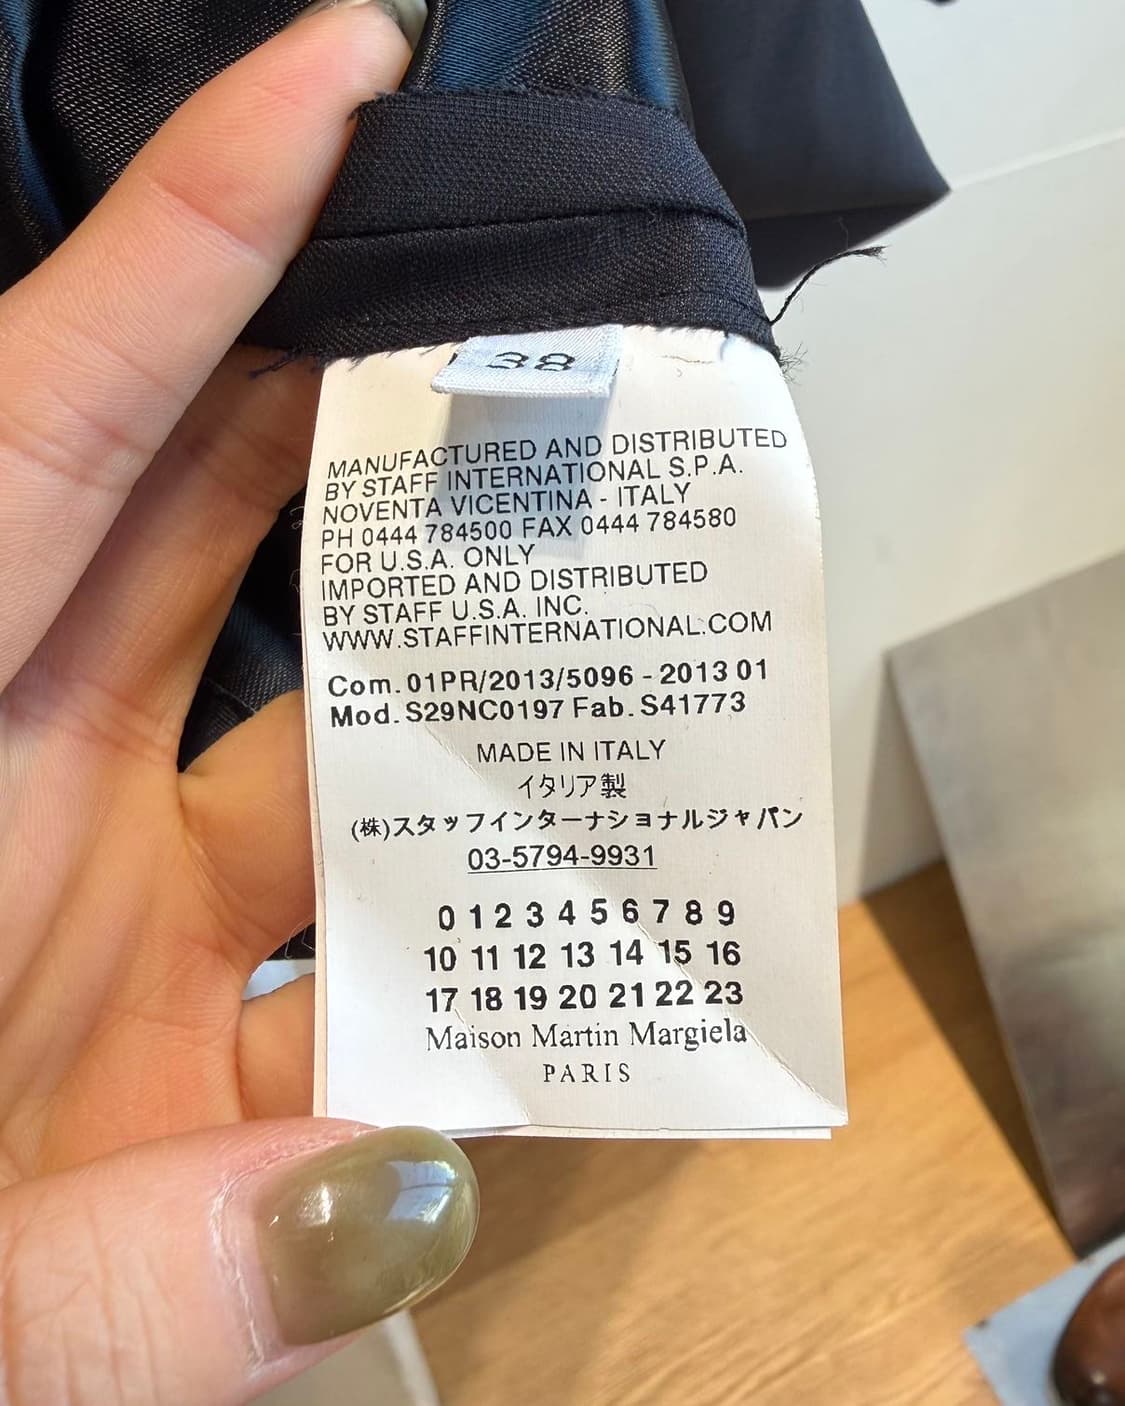 38
MANUFACTURED AND DISTRIBUTED
BY STAFF INTERNATIONAL S.P.A.
NOVENTA VICENTINA - ITALY
PH 0444 784500 FAX 0444 784580
FOR U.S.A. ONLY
IMPORTED AND DISTRIBUTED
BY STAFF U.S.A. INC.
WWW.STAFFINTERNATIONAL.COM
Com. 01PR/2013/5096 - 2013 01
Mod. S29NC0197 Fab. S41773
MADE IN ITALY
イタリア製
(株)スタッフインターナショナルジャパン
03-5794-9931
0 1 2 3 4 5 6 7 8 9
10 11 12 13 14 15 16
17 18 19 20 21 22 23
Maison Martin Margiela
PARIS